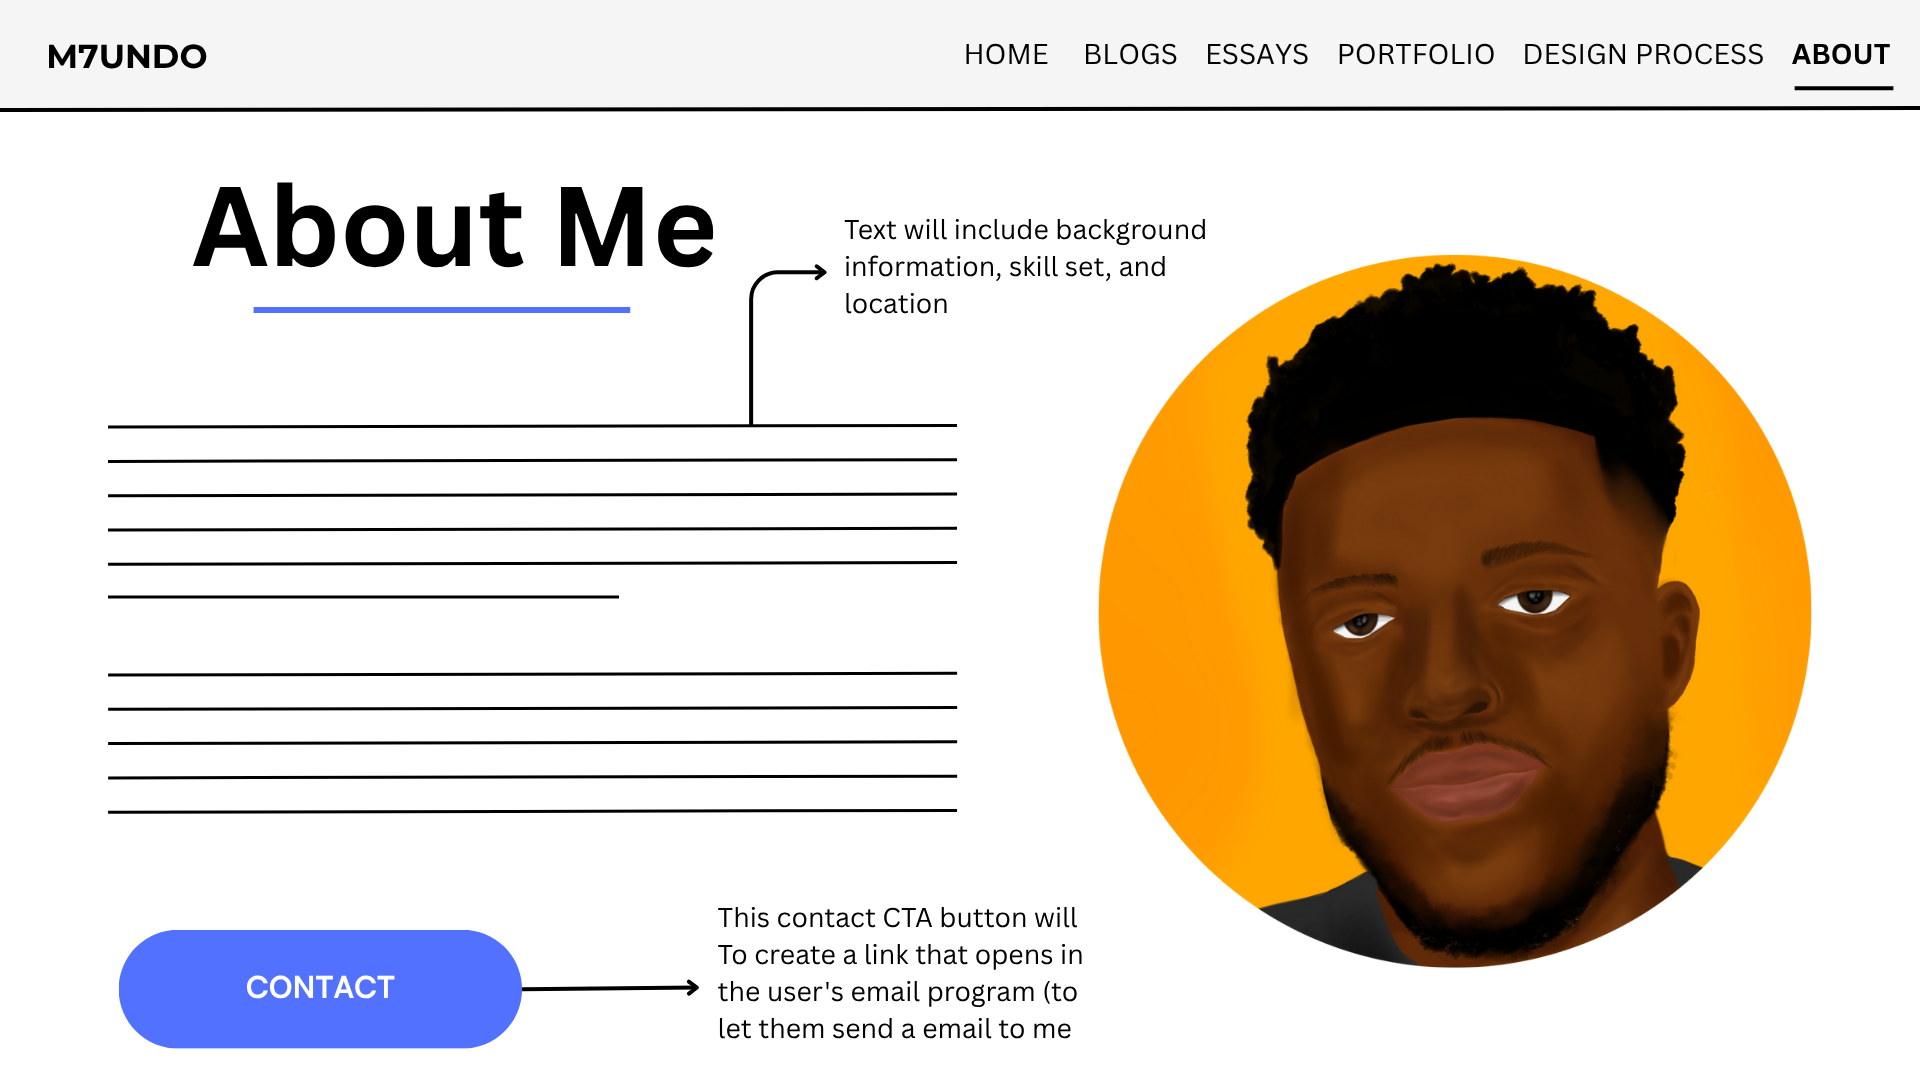 M7UNDO
HOME BLOGS ESSAYS PORTFOLIO DESIGN PROCESS ABOUT
About Me
Text will include background
information, skill set, and
location
This contact CTA button will
To create a link that opens in
the user's email program (to
let them send a email to me
CONTACT